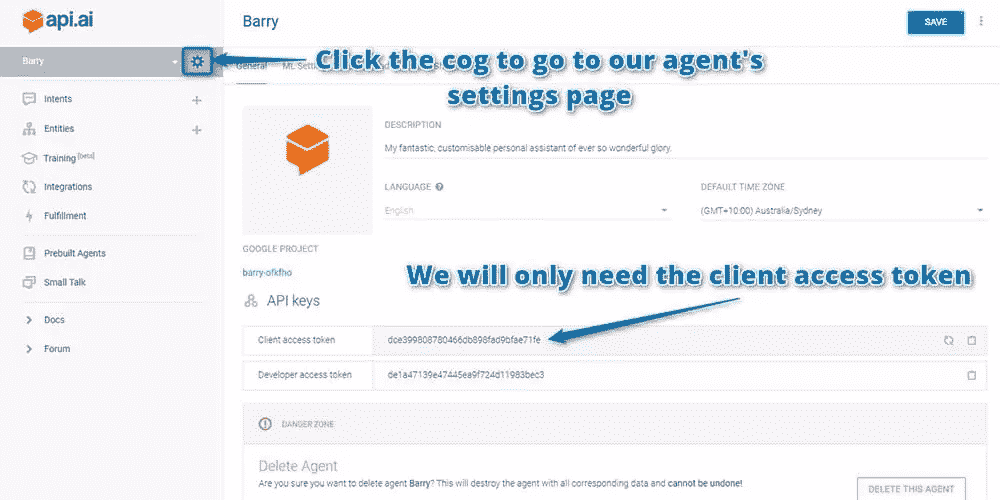 api.ai
Barry
SAVE
Barry
Click the cog to go to our agent's
settings page
General ML Sett
Intents
Entities
Training [beta]
Integrations
Fulfillment
Prebuilt Agents
Small Talk
Docs
Forum
DESCRIPTION
My fantastic, customisable personal assistant of ever so wonderful glory.
LANGUAGE
DEFAULT TIME ZONE
English
(GMT+10:00) Australia/Sydney
GOOGLE PROJECT
barry-ofkfho
We will only need the client access token
API keys
Client access token
dce399808780466db898fad9bfae71fe
Developer access token
de1a47139e47445ea9f724d11983bec3
DANGER ZONE
Delete Agent
Are you sure you want to delete agent Barry? This will destroy the agent with all corresponding data and cannot be undone!
DELETE THIS AGENT